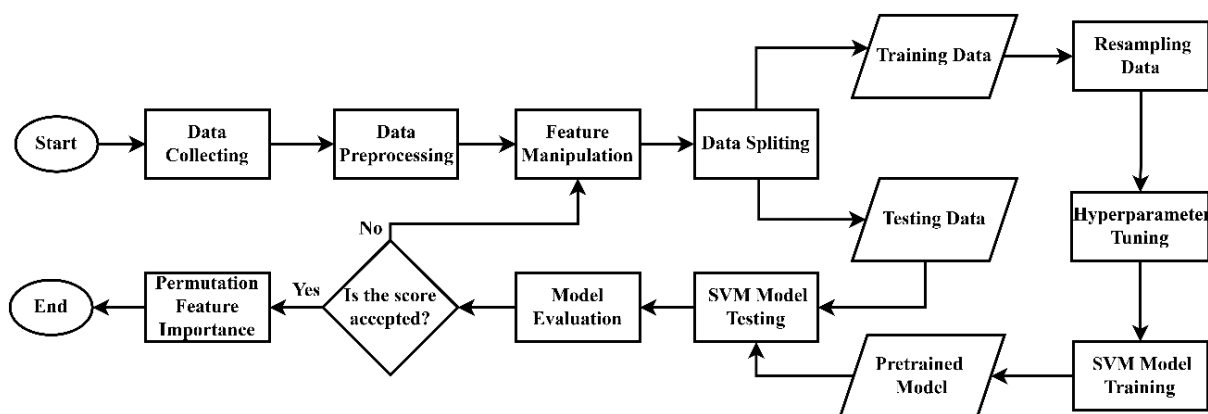 Start
Data
Collecting
Data
Preprocessing
Feature
Manipulation
Data Spliting
Training Data
Resampling
Data
Testing Data
Hyperparameter
Tuning
SVM Model
Training
Pretrained
Model
SVM Model
Testing
Model
Evaluation
Is the score
accepted?
No
Yes
Permutation
Feature
Importance
End